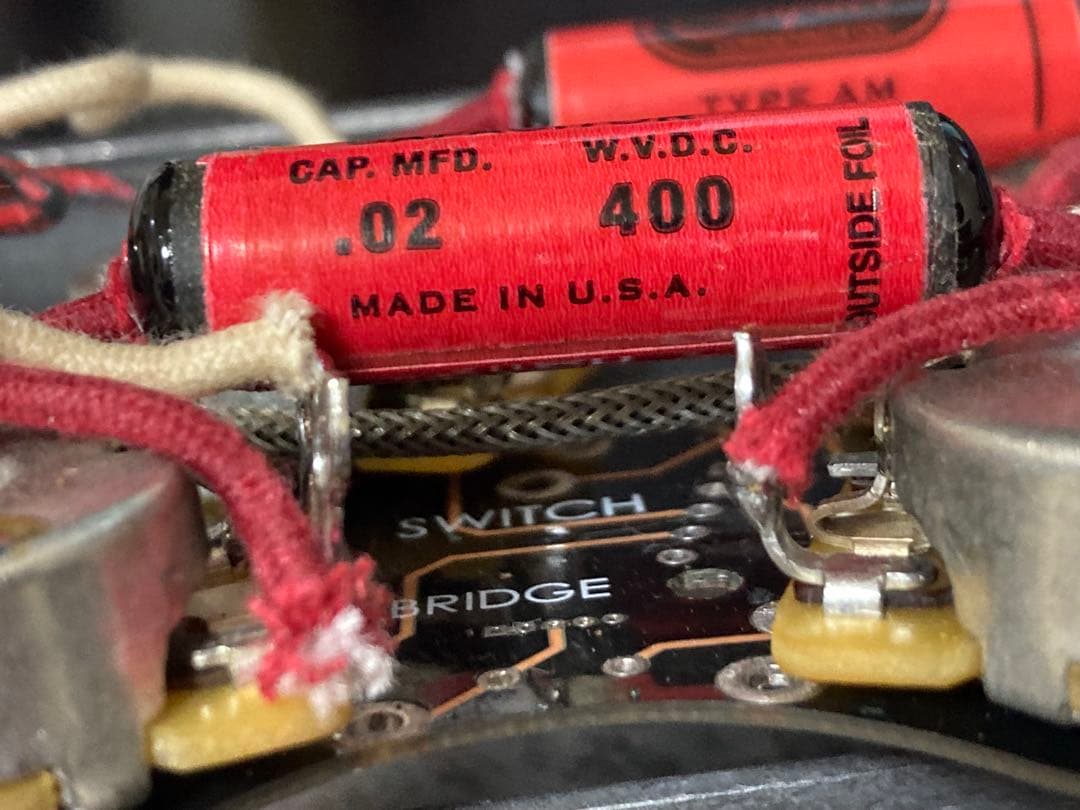 TYPE AM
CAP. MFD.
W.V.D.C.
.02
400
MADE IN U.S.A.
OUTSIDE FOIL
SWITCH
BRIDGE